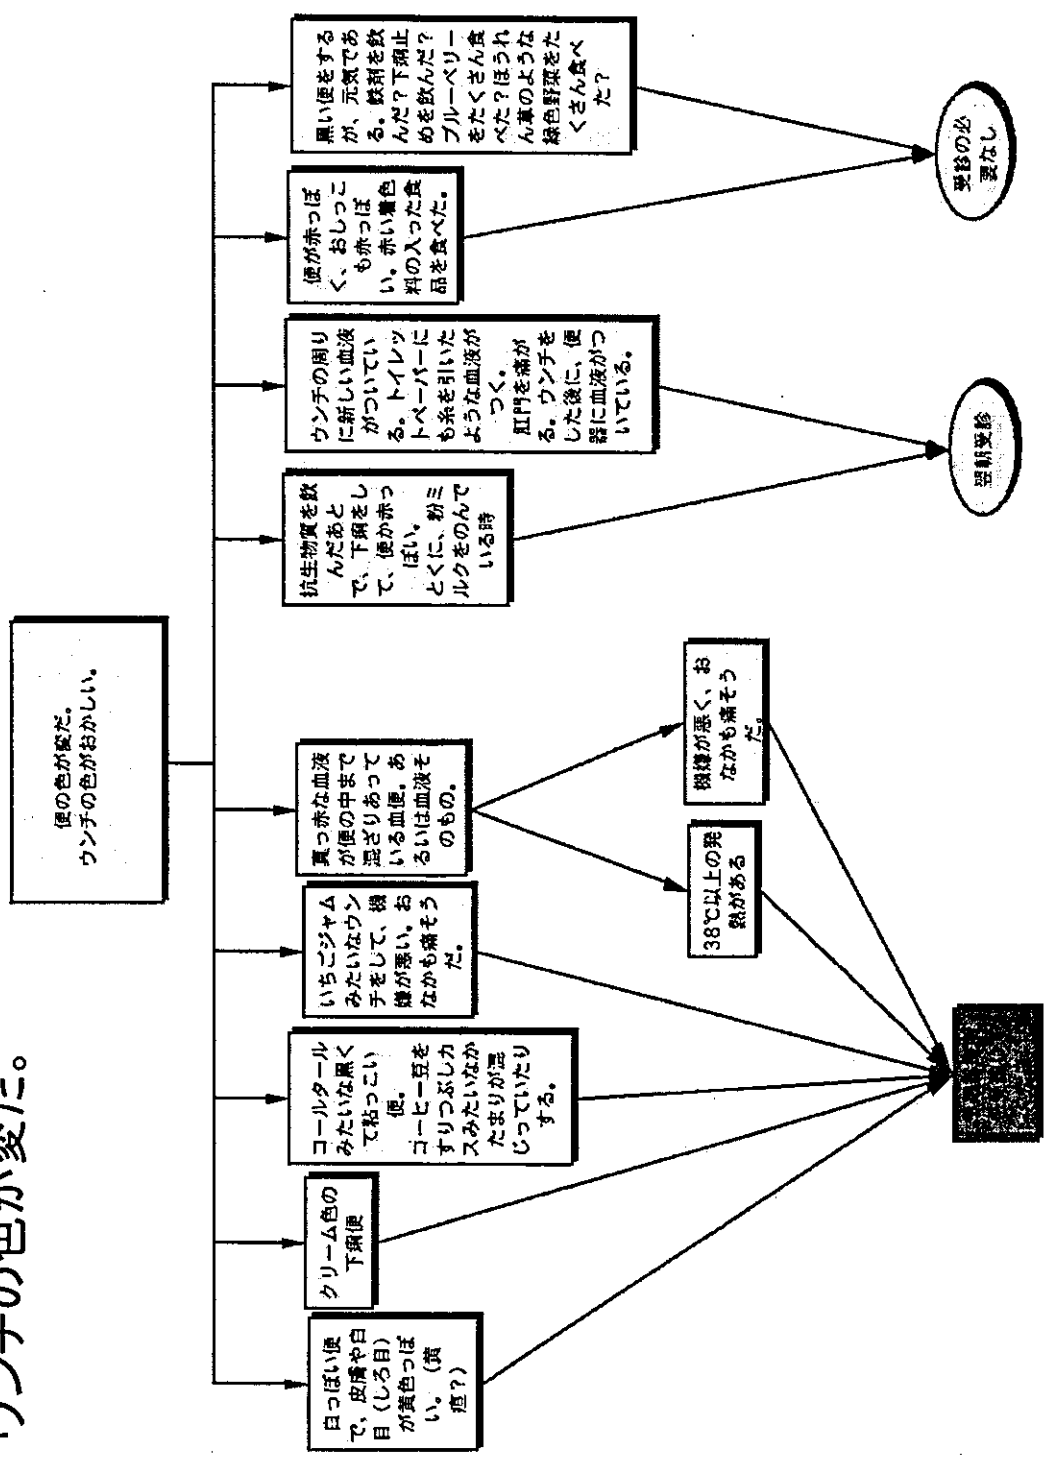 ウンチの色が変だ。
便の色が変だ。
ウンチの色がおかしい。
白っぽい便
で、皮膚や白
目（しろ目）
が黄色っぽ
い。（黄
疸？）
クリーム色の
下痢便
コールタール
みたいな黒く
て粘っこい
便。
コーヒー豆を
すりつぶしカ
スみたいなか
たまりが混
じっていたり
する。
いちごジャム
みたいなウン
チをして、機
嫌が悪い。お
なかも痛そう
だ。
真っ赤な血液
が便の中まで
混ざりあって
いる血便。あ
るいは血液そ
のもの。
38℃以上の発
熱がある
機嫌が悪く、お
なかも痛そう
だ。
抗生物質を飲
んだあと
で、下痢をし
て、便か赤っ
ぽい。
とくに、粉ミ
ルクをのんで
いる時
ウンチの周り
に新しい血液
がついてい
る。トイレッ
トペーパーに
も糸を引いた
ような血液が
つく。
肛門を痛が
る。ウンチを
した後に、便
器に血液がつ
いている。
便が赤っぽ
く、おしっこ
も赤っぽ
い。赤い着色
料の入った食
品を食べた。
黒い便をする
が、元気であ
る。鉄剤を飲
んだ？下痢止
めを飲んだ？
ブルーベリー
をたくさん食
べた？ほうれ
ん草のような
緑色野菜をた
くさん食べ
た？
翌朝受診
受診の必
要なし